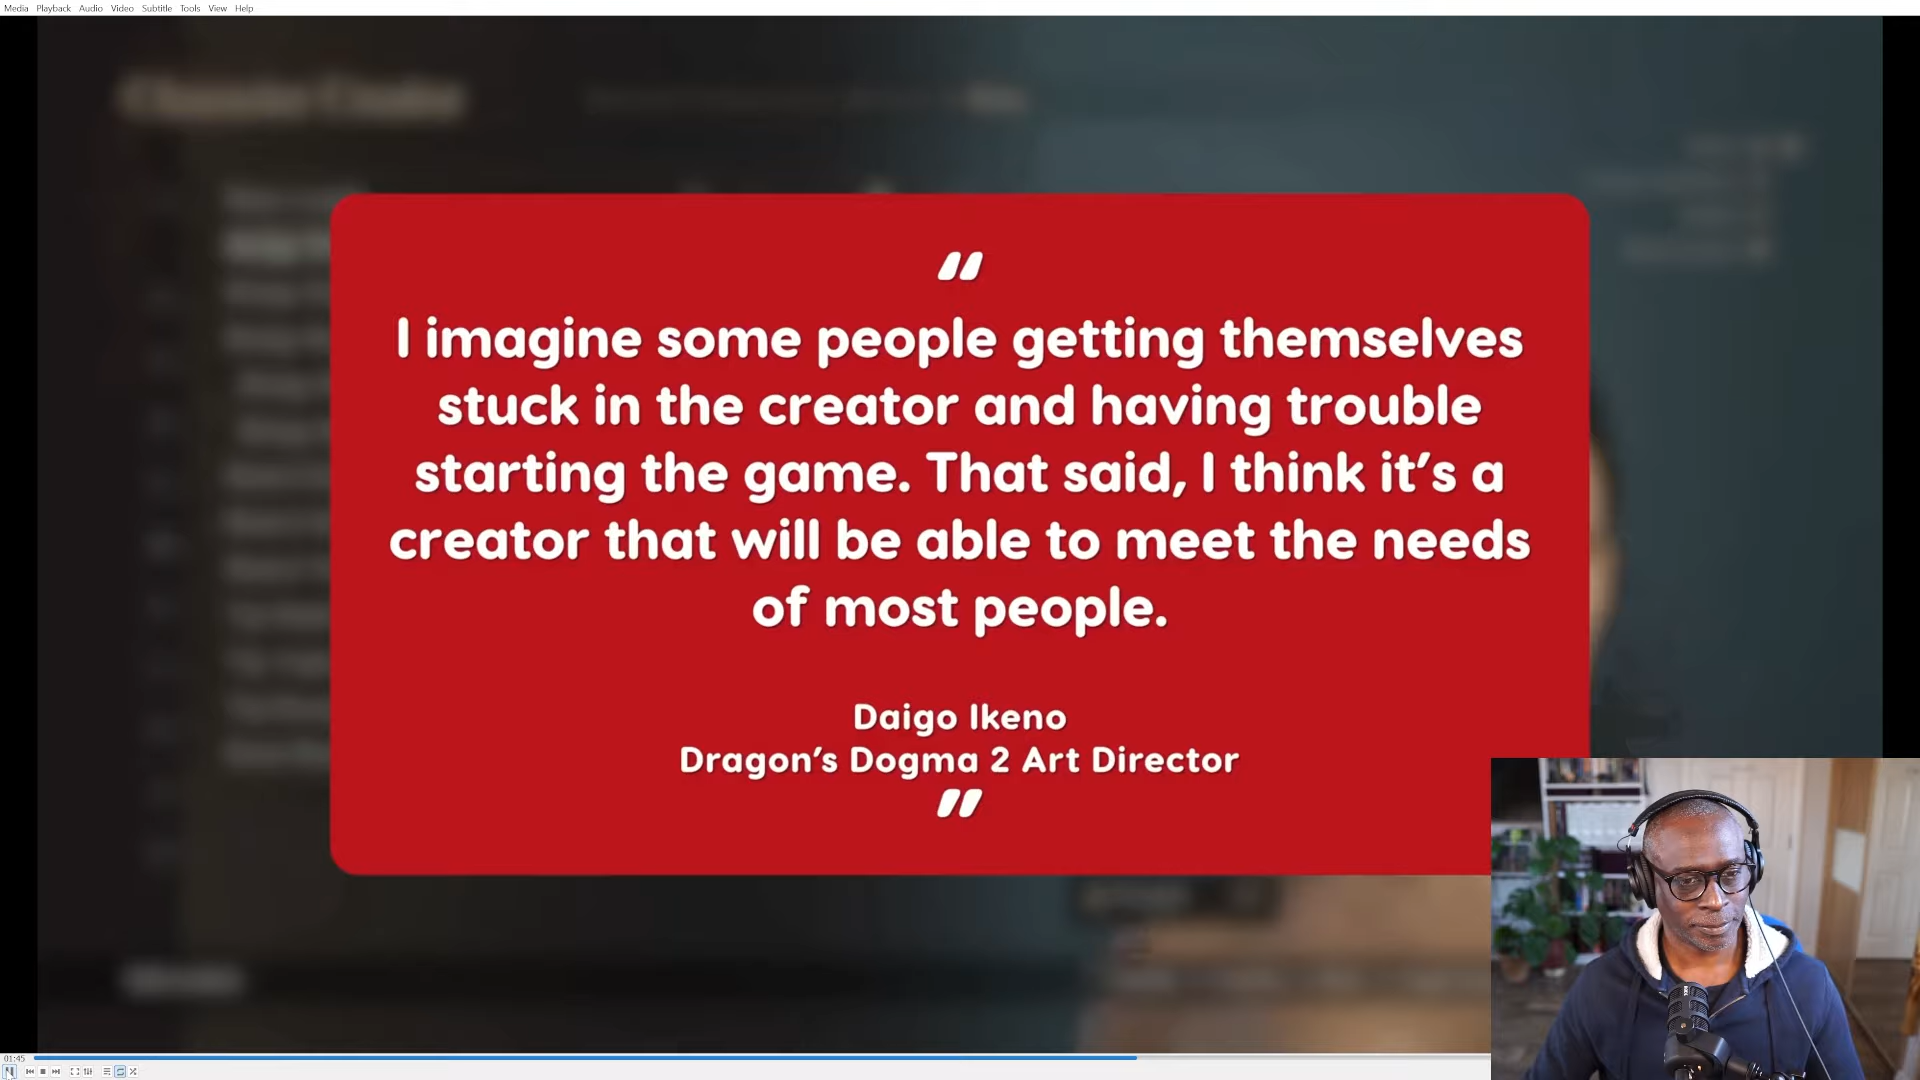 Media Playback Audio Video Subtitle Tools View Help
“
I imagine some people getting themselves
stuck in the creator and having trouble
starting the game. That said, I think it’s a
creator that will be able to meet the needs
of most people.
Daigo Ikeno
Dragon’s Dogma 2 Art Director
”
01:45